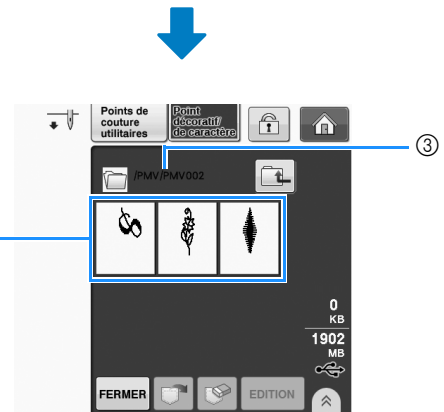 Points de
couture
utilitaires
Point
décoratif/
de caractère
③
/PMV/PMV002
0
KB
1902
MB
FERMER
EDITION